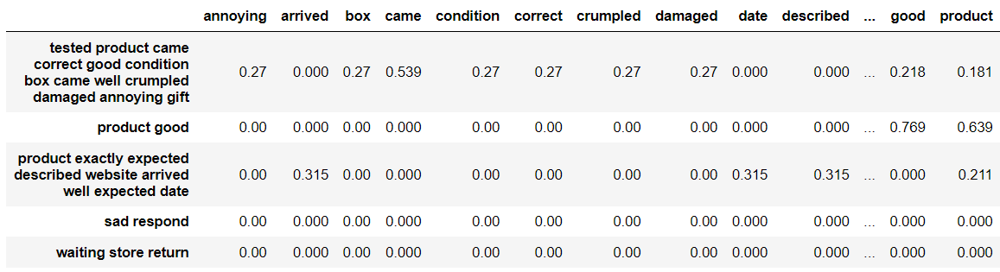 annoying arrived box came condition correct crumpled damaged date described ... good product
tested product came
correct good condition
box came well crumpled
damaged annoying gift
0.27 0.000 0.27 0.539 0.27 0.27 0.27 0.27 0.000 0.000 ... 0.218 0.181
product good 0.00 0.000 0.00 0.000 0.00 0.00 0.00 0.00 0.000 0.000 ... 0.769 0.639
product exactly expected
described website arrived
well expected date
0.00 0.315 0.00 0.000 0.00 0.00 0.00 0.00 0.315 0.315 ... 0.000 0.211
sad respond 0.00 0.000 0.00 0.000 0.00 0.00 0.00 0.00 0.000 0.000 ... 0.000 0.000
waiting store return 0.00 0.000 0.00 0.000 0.00 0.00 0.00 0.00 0.000 0.000 ... 0.000 0.000